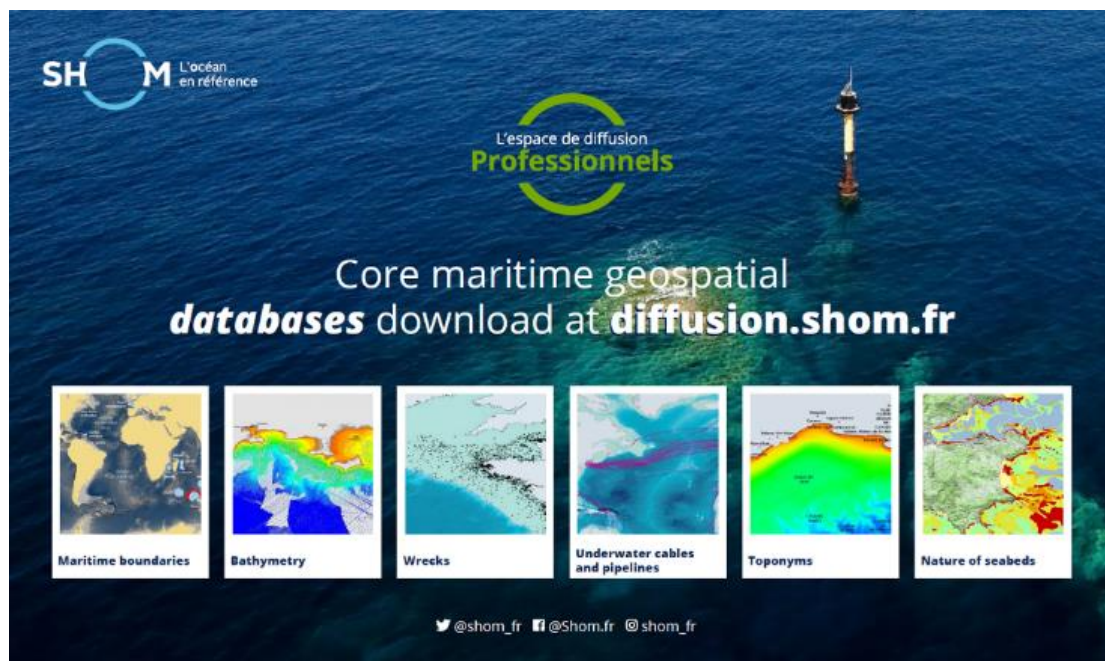 SHOM L'océan
en référence
L'espace de diffusion
Professionnels
Core maritime geospatial
databases download at diffusion.shom.fr
Maritime boundaries
Bathymetry
Wrecks
Underwater cables
and pipelines
Toponyms
Nature of seabeds
@shom_fr @Shom.fr shom_fr